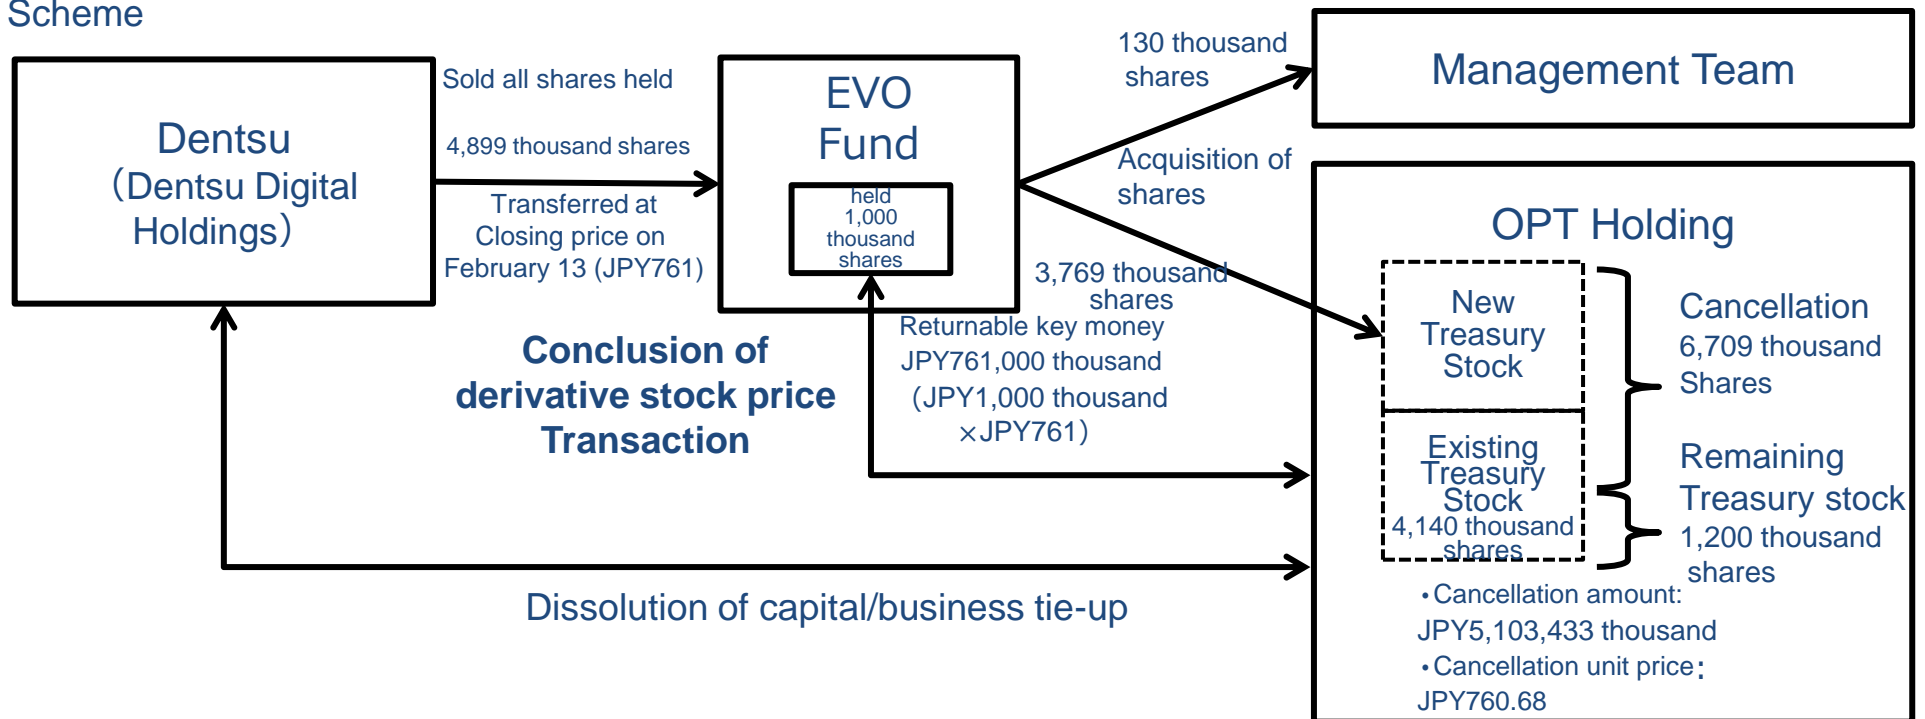 Scheme
Dentsu
（Dentsu Digital
Holdings）
Sold all shares held
4,899 thousand shares
Transferred at
Closing price on
February 13 (JPY761)
EVO
Fund
held
1,000
thousand
shares
130 thousand
shares
Management Team
Acquisition of
shares
3,769 thousand
shares
Returnable key money
JPY761,000 thousand
（JPY1,000 thousand
×JPY761）
Conclusion of
derivative stock price
Transaction
Dissolution of capital/business tie-up
OPT Holding
New
Treasury
Stock
Existing
Treasury
Stock
4,140 thousand
shares
Cancellation
6,709 thousand
Shares
Remaining
Treasury stock
1,200 thousand
shares
・Cancellation amount:
JPY5,103,433 thousand
・Cancellation unit price：
JPY760.68